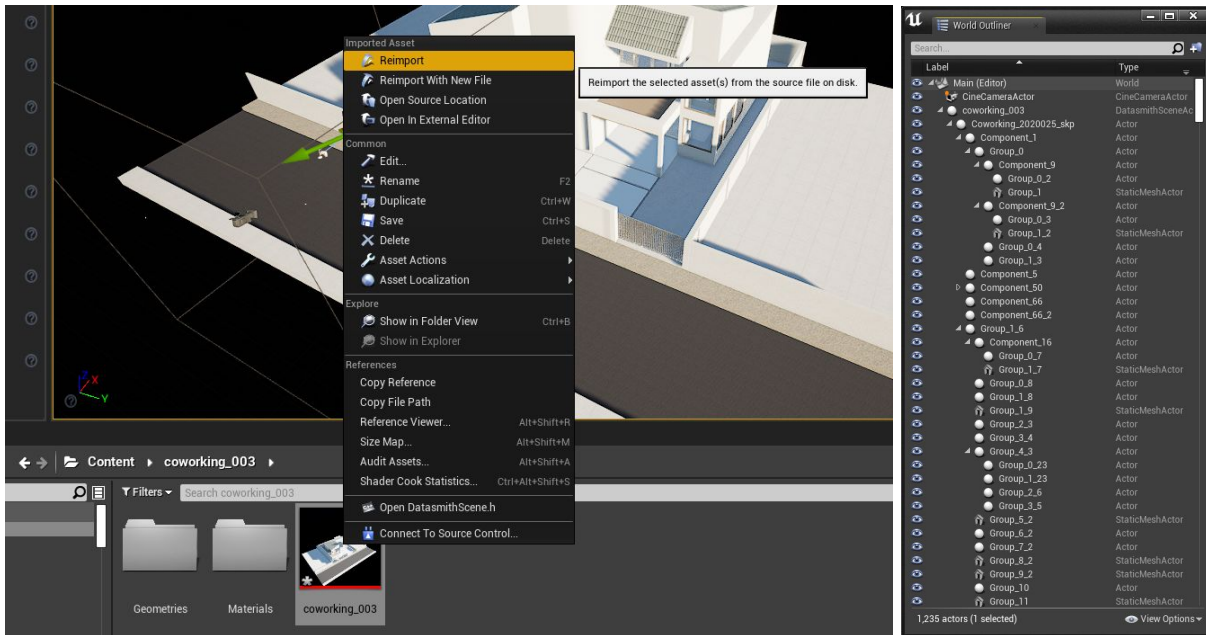 Imported Asset
Reimport
Reimport the selected asset(s) from the source file on disk.
Reimport With New File
Open Source Location
Open In External Editor
Common
Edit...
Rename F2
Duplicate Ctrl+W
Save Ctrl+S
Delete Delete
Asset Actions
Asset Localization
Explore
Show in Folder View Ctrl+B
Show in Explorer
References
Copy Reference
Copy File Path
Reference Viewer... Alt+Shift+R
Size Map... Alt+Shift+M
Audit Assets... Alt+Shift+A
Shader Cook Statistics... Ctrl+Alt+Shift+S
Open DatasmithScene.h
Connect To Source Control...
Z X
Y
Content coworking_003
Filters Search coworking_003
Geometries Materials coworking_003
World Outliner
Search...
Label Type
Main (Editor) World
CineCameraActor CineCameraActor
coworking_003 DatasmithSceneAc
Coworking_2020025_skp Actor
Component_1 Actor
Group_0 Actor
Component_9 Actor
Group_0_2 Actor
Group_1 StaticMeshActor
Component_9_2 Actor
Group_0_3 Actor
Group_1_2 StaticMeshActor
Group_0_4 Actor
Group_1_3 Actor
Component_5 Actor
Component_50 Actor
Component_66 Actor
Component_66_2 Actor
Group_1_6 Actor
Component_16 Actor
Group_0_7 Actor
Group_1_7 StaticMeshActor
Group_0_8 Actor
Group_1_8 Actor
Group_1_9 StaticMeshActor
Group_2_3 Actor
Group_3_4 Actor
Group_4_3 Actor
Group_0_23 Actor
Group_1_23 Actor
Group_2_6 Actor
Group_3_5 Actor
Group_5_2 StaticMeshActor
Group_6_2 Actor
Group_7_2 Actor
Group_8_2 StaticMeshActor
Group_9_2 StaticMeshActor
Group_10 Actor
Group_11 StaticMeshActor
1,235 actors (1 selected) View Options